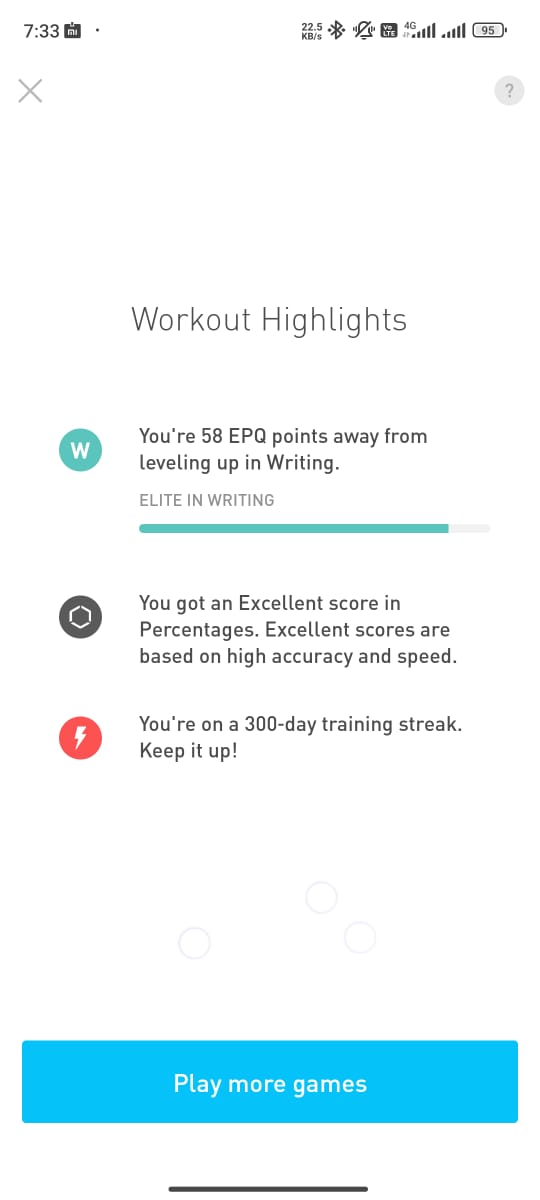 7:33
22.5 KB/s Vo LTE 4G 95
?
Workout Highlights
W
You're 58 EPQ points away from
leveling up in Writing.
ELITE IN WRITING
You got an Excellent score in
Percentages. Excellent scores are
based on high accuracy and speed.
You're on a 300-day training streak.
Keep it up!
Play more games